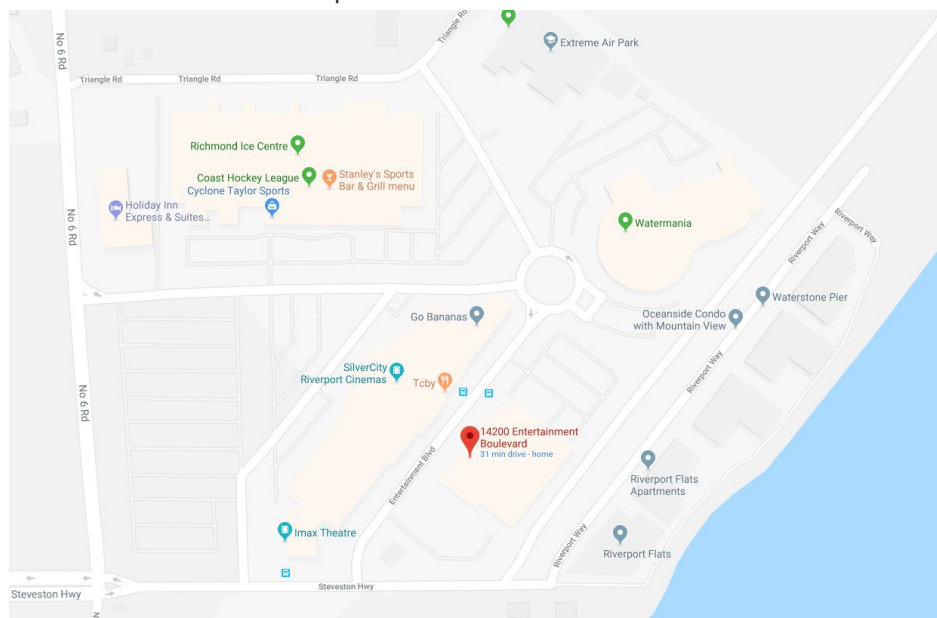 Triangle Rd
Extreme Air Park
No 6 Rd
Triangle Rd
Triangle Rd
Triangle Rd
Richmond Ice Centre
Coast Hockey League
Stanley's Sports
Bar & Grill menu
Cyclone Taylor Sports
Holiday Inn
Express & Suites...
No 6 Rd
Watermania
Riverport Way
Riverport Way
Waterstone Pier
Oceanside Condo
with Mountain View
Go Bananas
SilverCity
Riverport Cinemas
Tcby
Riverport Way
No 6 Rd
14200 Entertainment
Boulevard
31 min drive - home
Entertainment Blvd
Riverport Flats
Apartments
Imax Theatre
Riverport Way
Riverport Flats
Steveston Hwy
Steveston Hwy
N